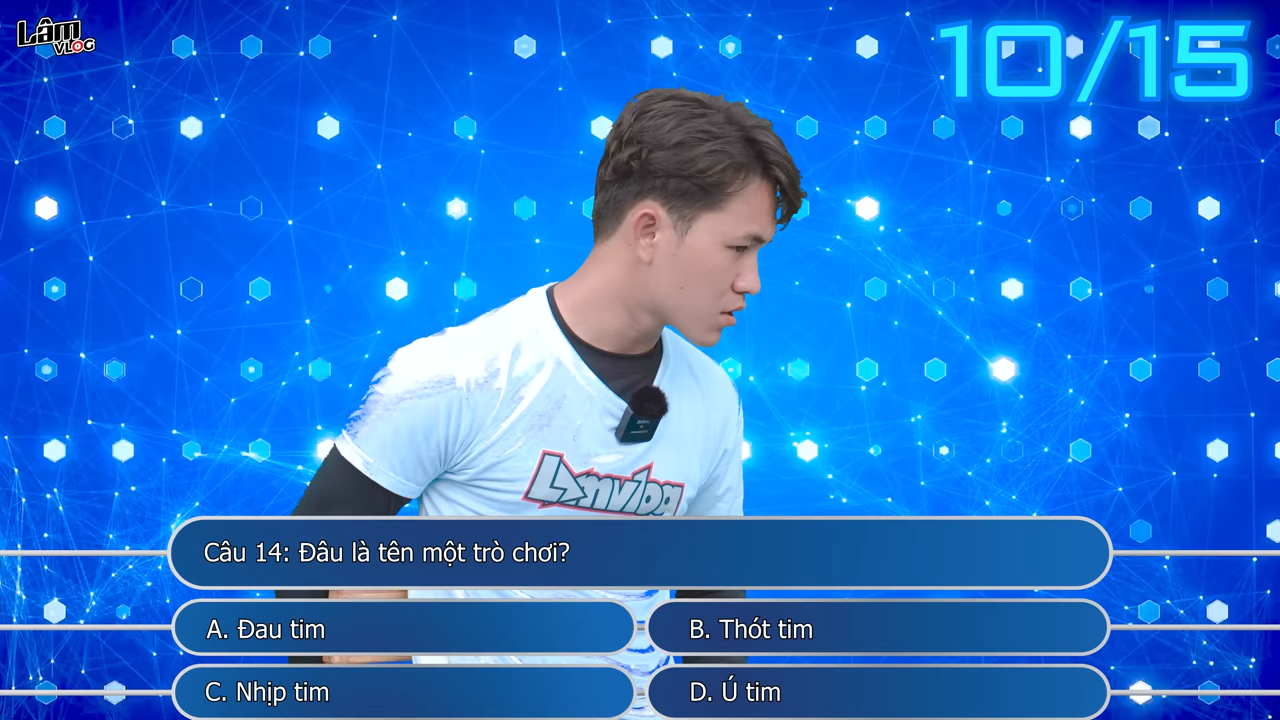 Lâm
VLOG
10/15
Lamvlog
Câu 14: Đâu là tên một trò chơi?
A. Đau tim
B. Thót tim
C. Nhịp tim
D. Ú tim